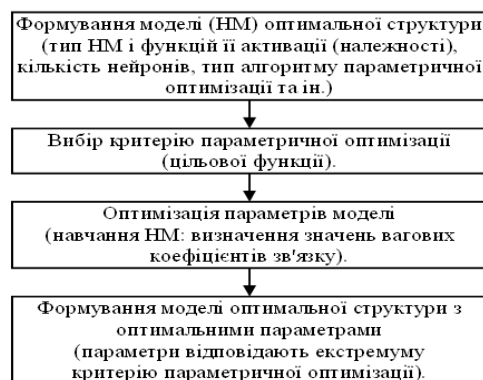 Формування моделі (НМ) оптимальної структури
(тип НМ і функцій її активації (належності),
кількість нейронів, тип алгоритму параметричної
оптимізації та ін.)
Вибір критерію параметричної оптимізації
(цільової функції).
Оптимізація параметрів моделі
(навчання НМ: визначення значень вагових
коефіцієнтів зв'язку).
Формування моделі оптимальної структури з
оптимальними параметрами
(параметри відповідають екстремуму
критерію параметричної оптимізації).